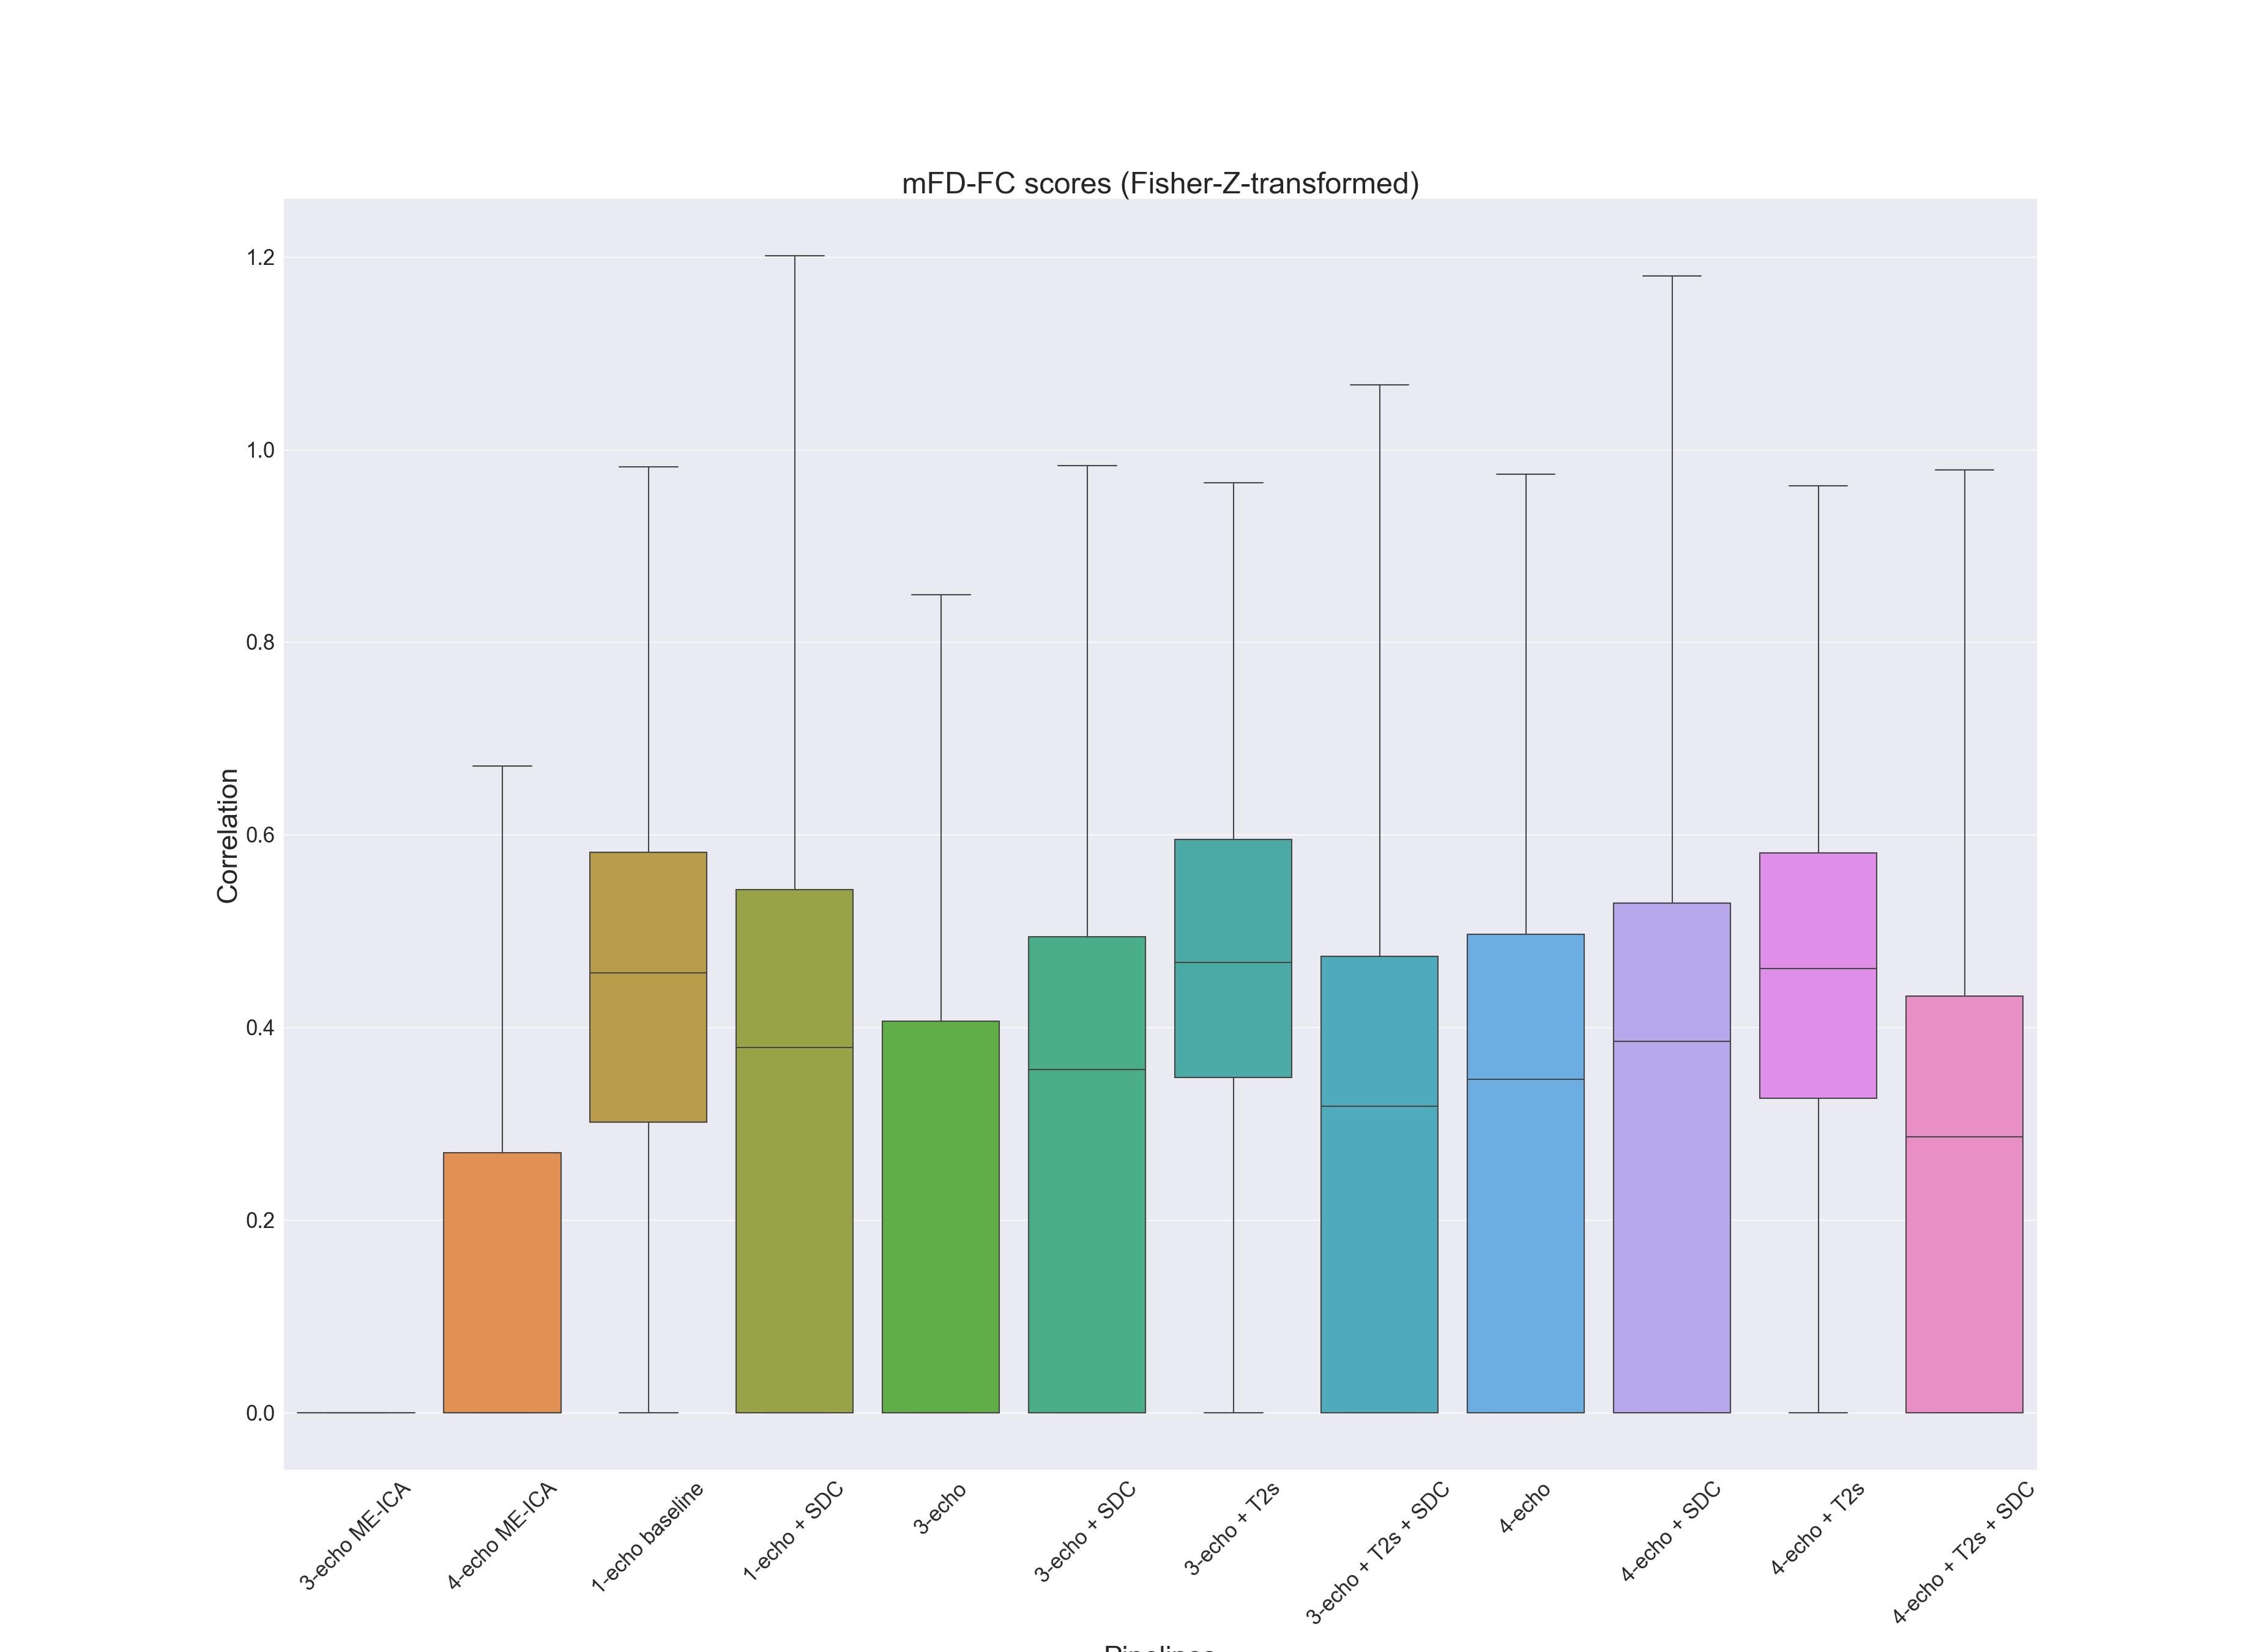 mFD-FC scores (Fisher-Z-transformed)
Correlation
1.2
1.0
0.8
0.6
0.4
0.2
0.0
3-echo ME-ICA
4-echo ME-ICA
1-echo baseline
1-echo + SDC
3-echo
3-echo + SDC
3-echo + T2s
3-echo + T2s + SDC
4-echo
4-echo + SDC
4-echo + T2s
4-echo + T2s + SDC
Pipelines